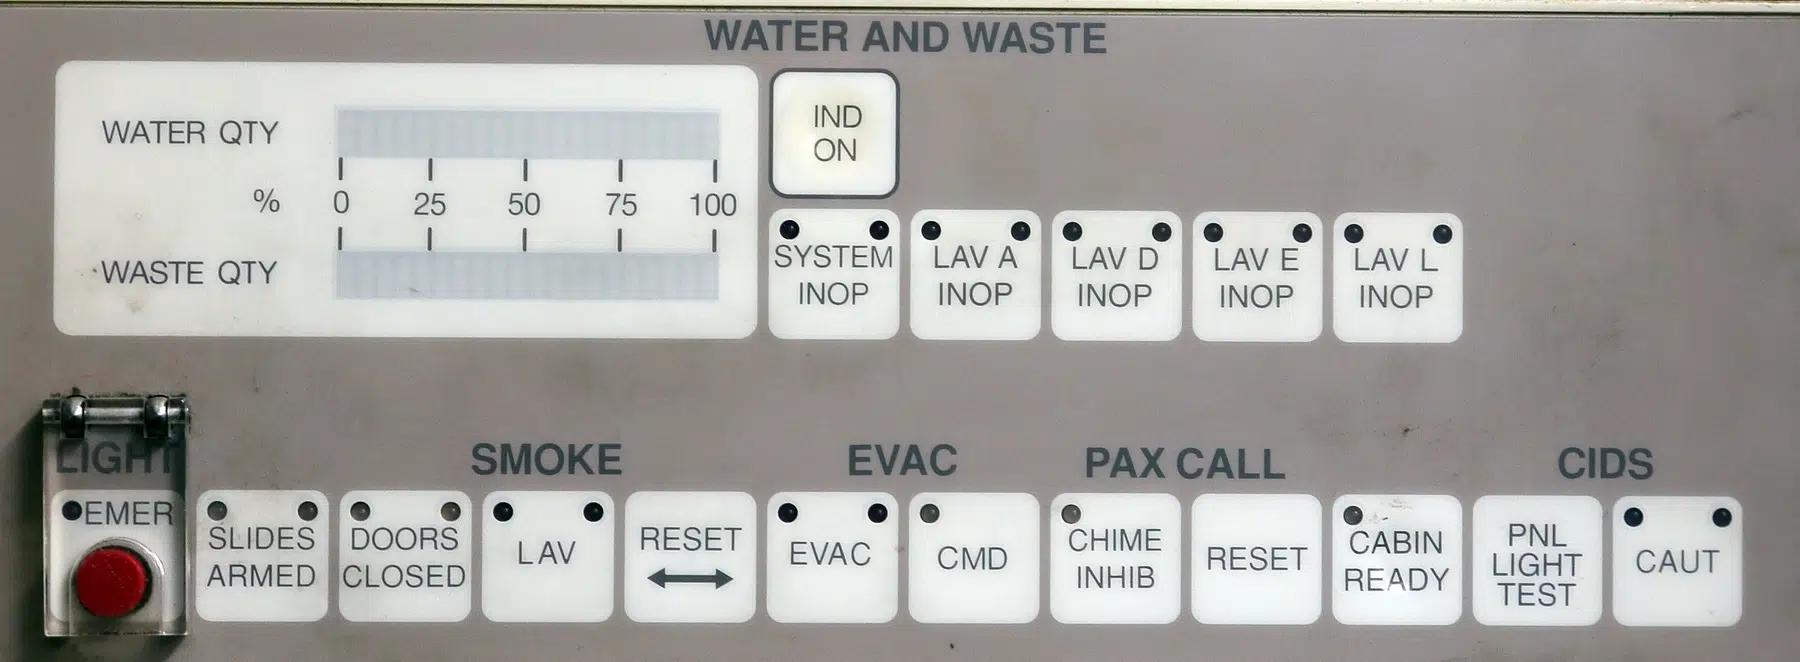 WATER AND WASTE
WATER QTY
% 0 25 50 75 100
WASTE QTY
IND
ON
SYSTEM
INOP
LAV A
INOP
LAV D
INOP
LAV E
INOP
LAV L
INOP
LIGHT
SMOKE
EVAC
PAX CALL
CIDS
EMER
SLIDES
ARMED
DOORS
CLOSED
LAV
RESET
EVAC
CMD
CHIME
INHIB
RESET
CABIN
READY
PNL
LIGHT
TEST
CAUT